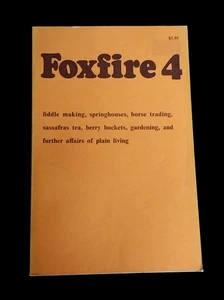 $5.95
Foxfire 4
fiddle making, springhouses, horse trading,
sassafras tea, berry buckets, gardening, and
further affairs of plain living